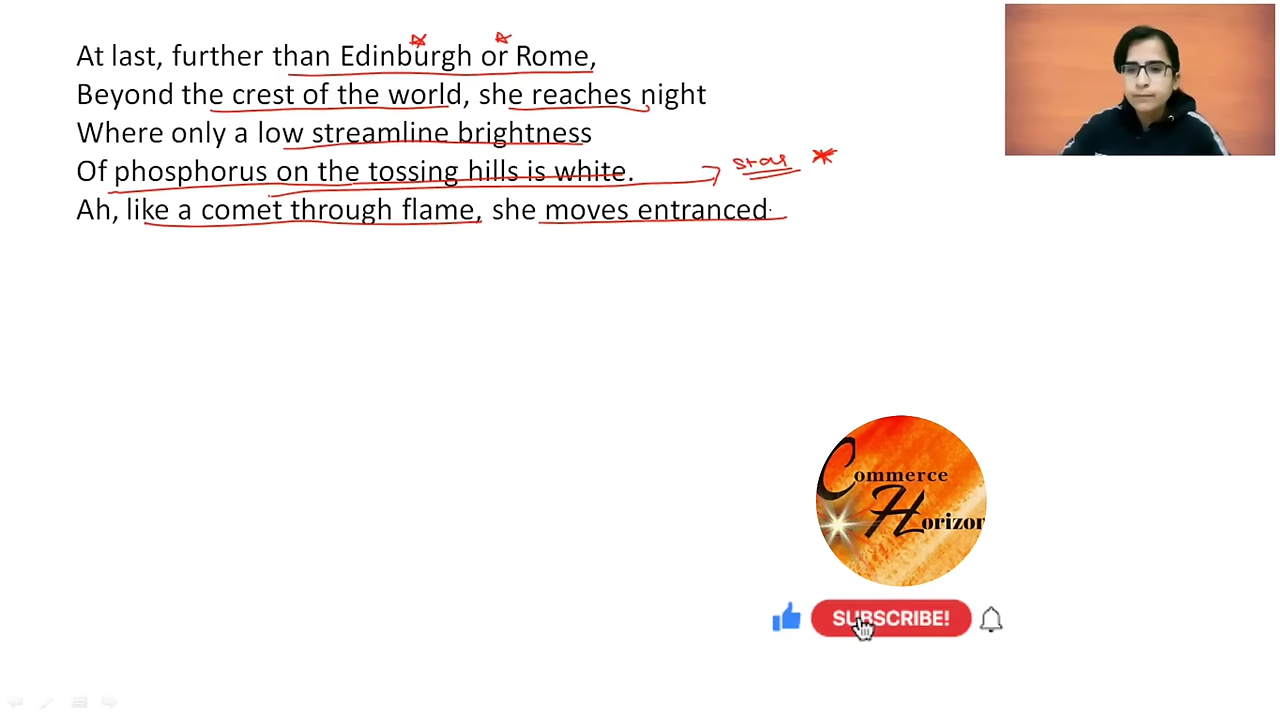 At last, further than Edinburgh or Rome,
Beyond the crest of the world, she reaches night
Where only a low streamline brightness
Of phosphorus on the tossing hills is white.
Ah, like a comet through flame, she moves entranced
Commerce
Horizon
SUBSCRIBE!